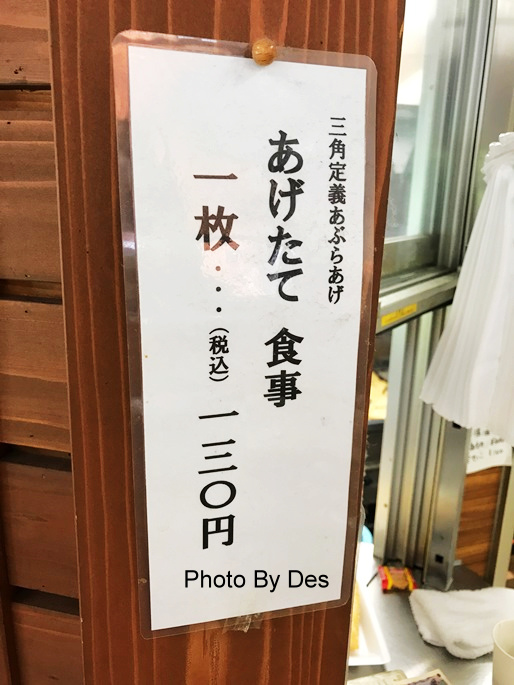 三角定義あぶらあげ
あげたて 食事
一枚・・・(税込)一三〇円
Photo By Des